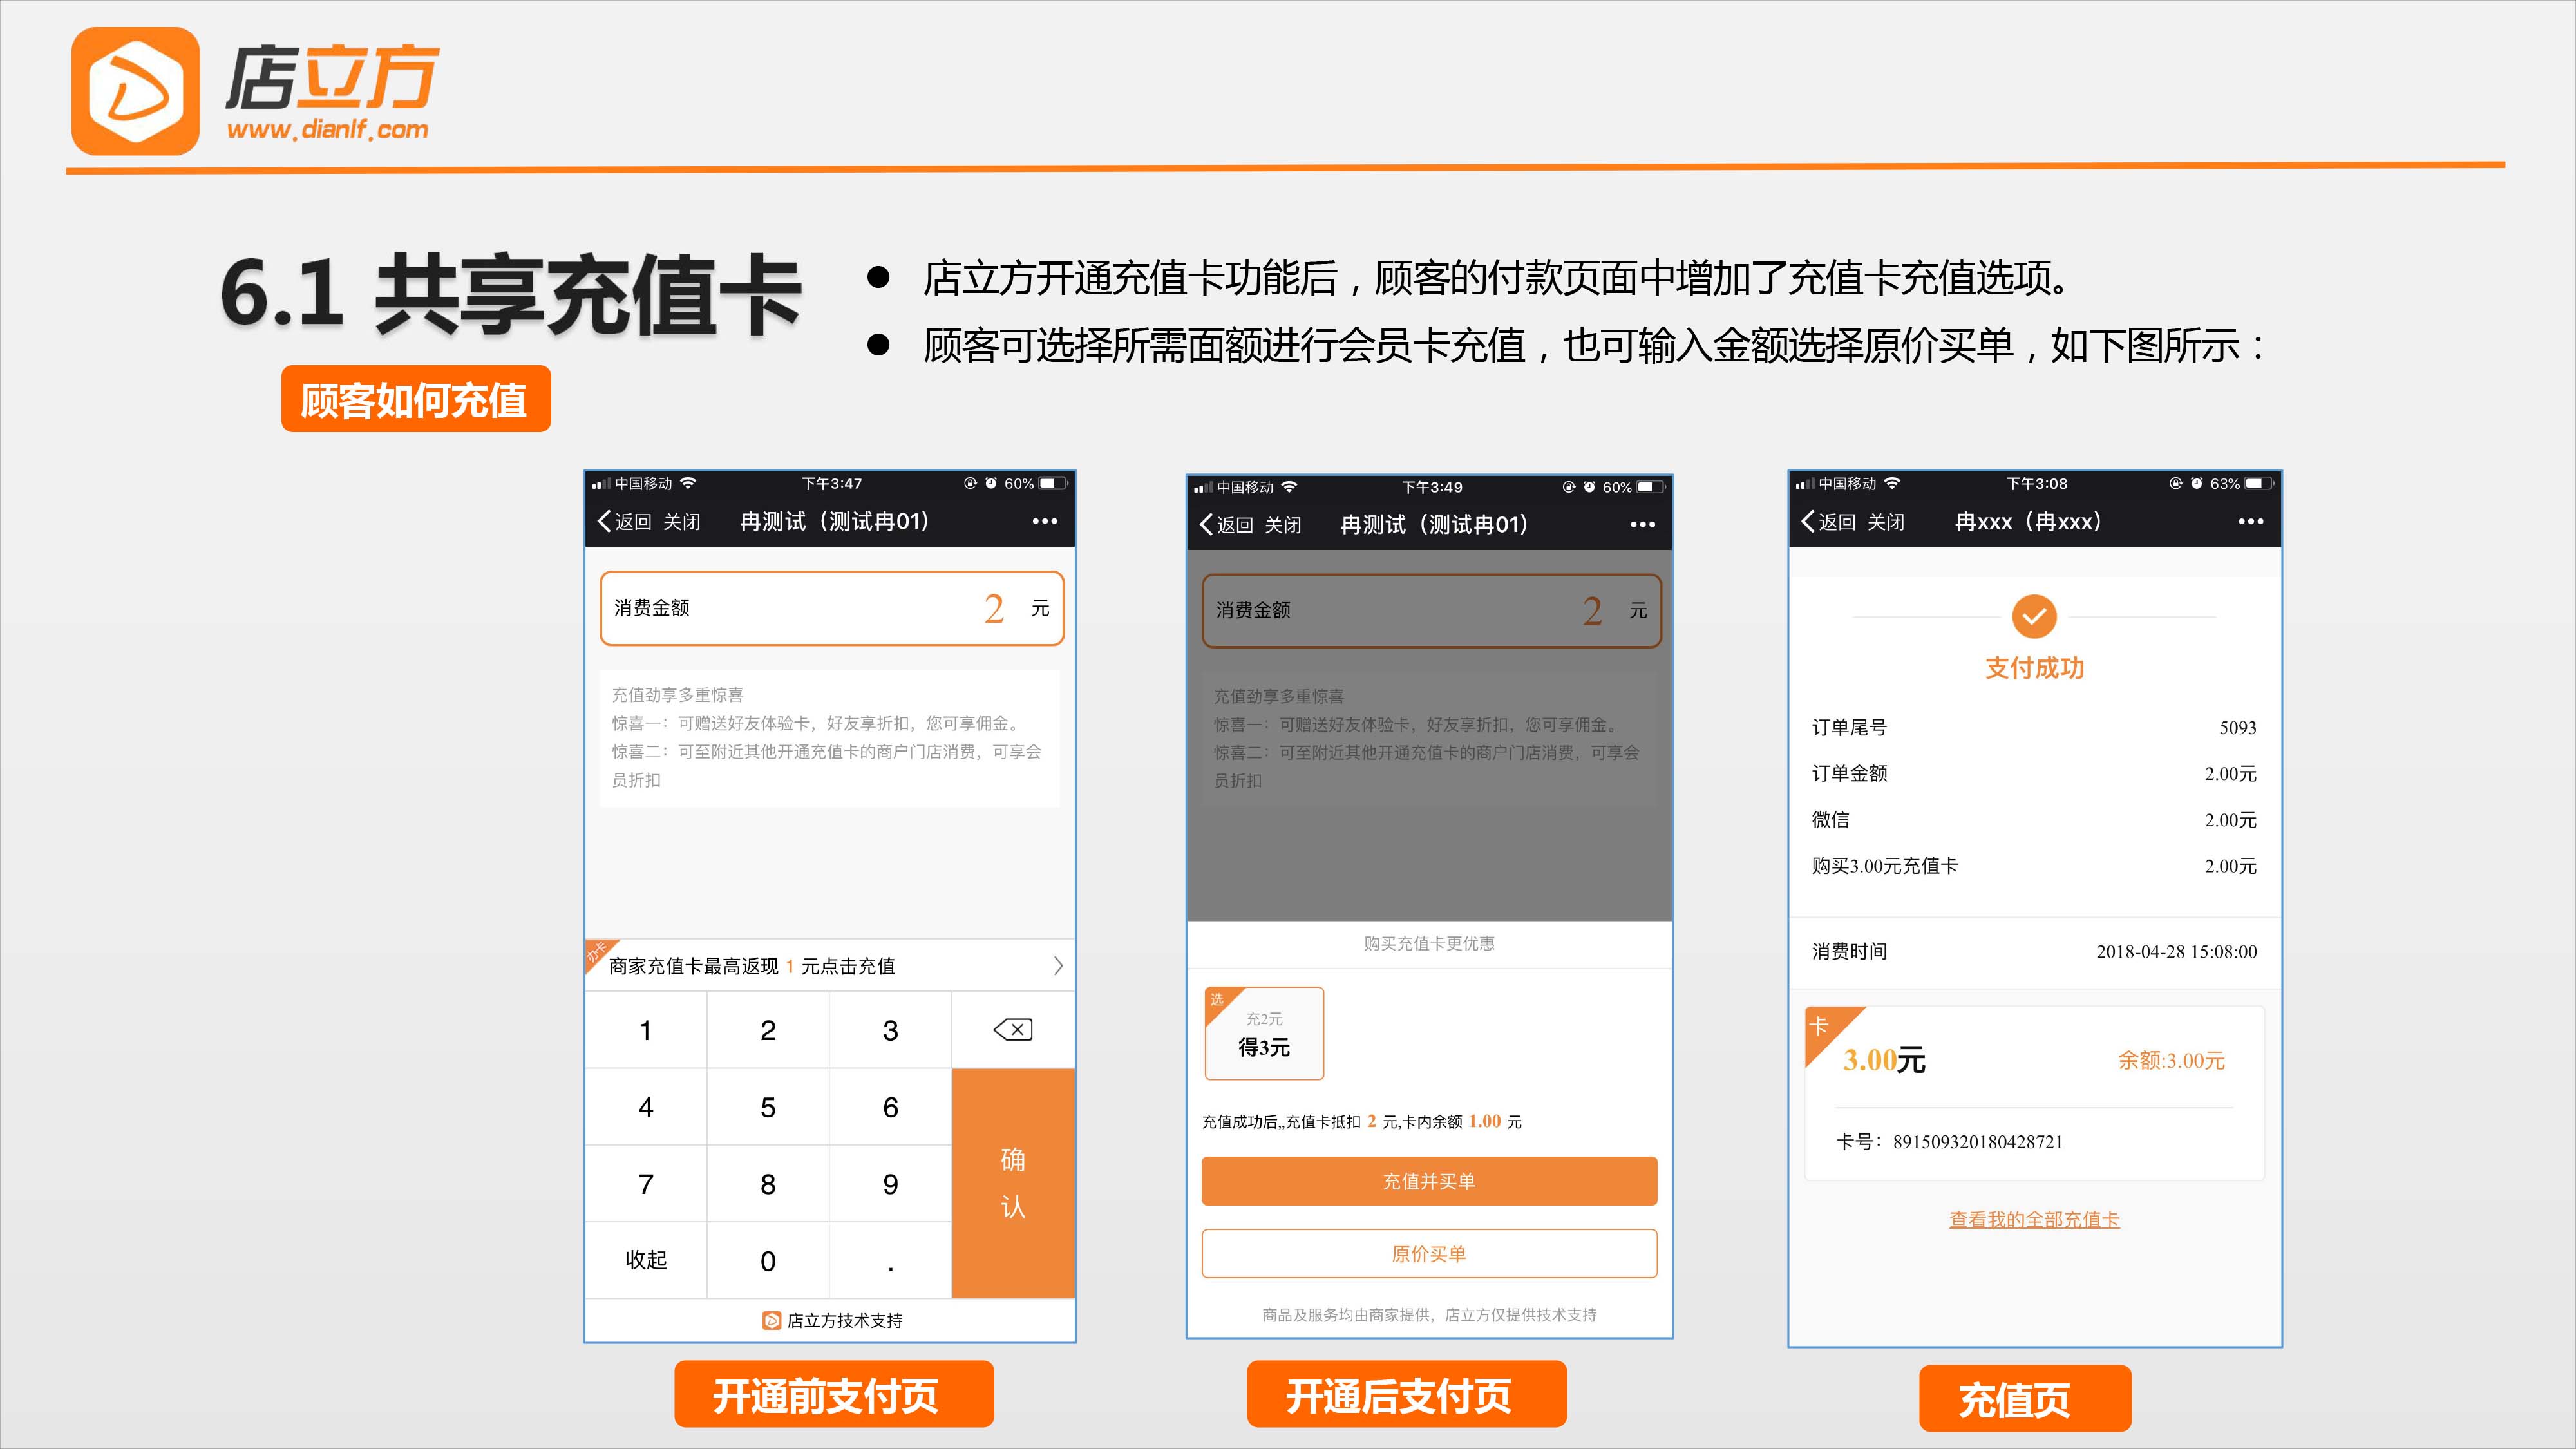 店立方
www.dianlf.com
6.1 共享充值卡
顾客如何充值
● 店立方开通充值卡功能后，顾客的付款页面中增加了充值卡充值选项。
● 顾客可选择所需面额进行会员卡充值，也可输入金额选择原价买单，如下图所示：
中国移动 下午3:47 60%
返回 关闭 冉测试（测试冉01） •••
消费金额 2 元
充值劲享多重惊喜
惊喜一：可赠送好友体验卡，好友享折扣，您可享佣金。
惊喜二：可至附近其他开通充值卡的商户门店消费，可享会
员折扣
办卡
商家充值卡最高返现 1 元点击充值
1 2 3
4 5 6
7 8 9
收起 0 .
确
认
店立方技术支持
开通前支付页
中国移动 下午3:49 60%
返回 关闭 冉测试（测试冉01） •••
消费金额 2 元
充值劲享多重惊喜
惊喜一：可赠送好友体验卡，好友享折扣，您可享佣金。
惊喜二：可至附近其他开通充值卡的商户门店消费，可享会
员折扣
购买充值卡更优惠
选
充2元
得3元
充值成功后,,充值卡抵扣 2 元,卡内余额 1.00 元
充值并买单
原价买单
商品及服务均由商家提供，店立方仅提供技术支持
开通后支付页
中国移动 下午3:08 63%
返回 关闭 冉xxx（冉xxx） •••
支付成功
订单尾号 5093
订单金额 2.00元
微信 2.00元
购买3.00元充值卡 2.00元
消费时间 2018-04-28 15:08:00
卡
3.00元 余额:3.00元
卡号：891509320180428721
查看我的全部充值卡
充值页